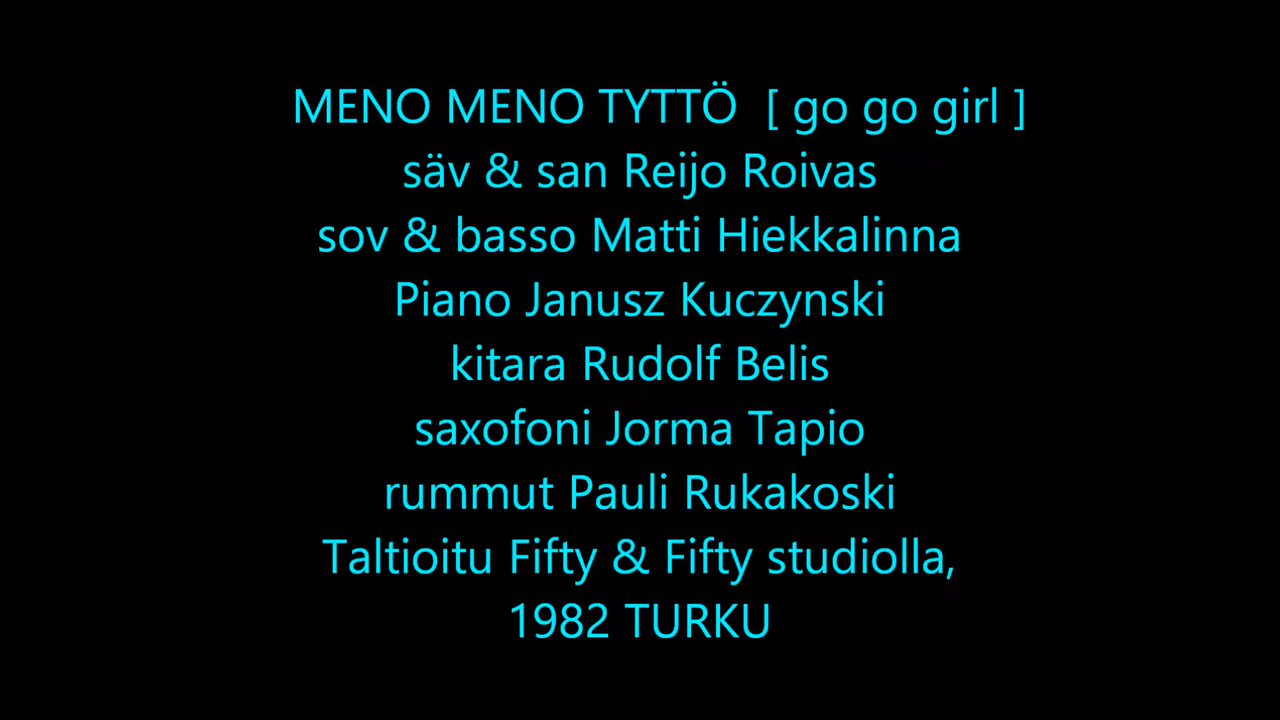 MENO MENO TYTTÖ [ go go girl ]
säv & san Reijo Roivas
sov & basso Matti Hiekkalinna
Piano Janusz Kuczynski
kitara Rudolf Belis
saxofoni Jorma Tapio
rummut Pauli Rukakoski
Taltioitu Fifty & Fifty studiolla,
1982 TURKU